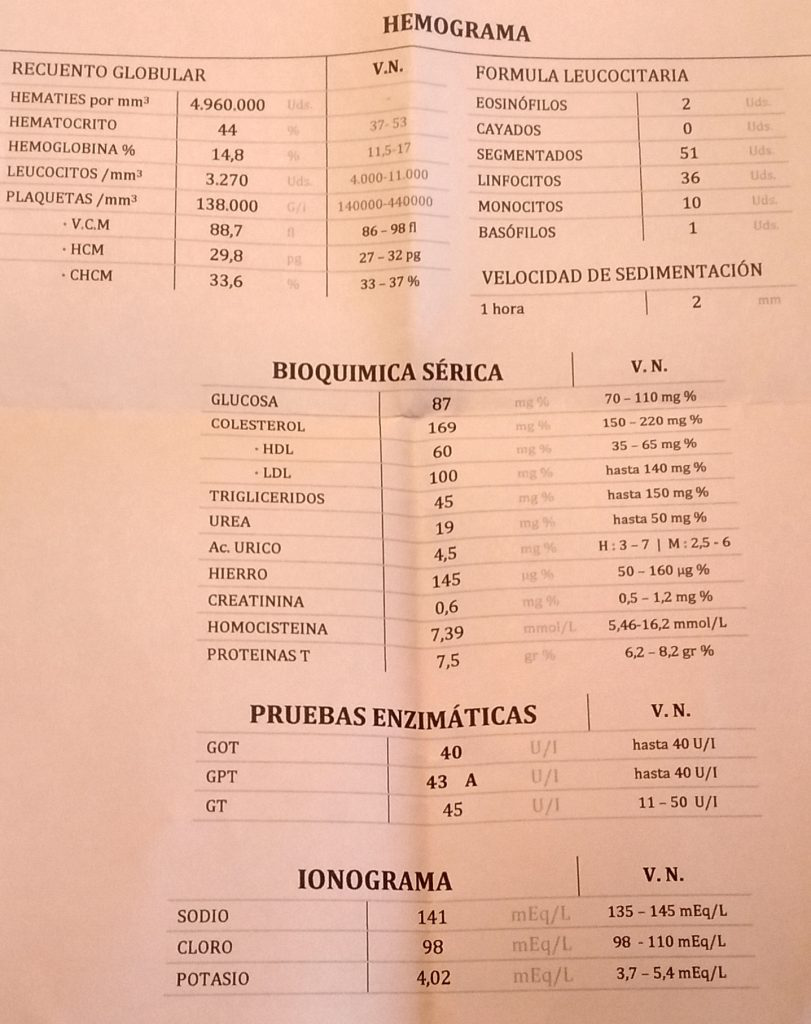 HEMOGRAMA
RECUENTO GLOBULAR V.N.
HEMATIES por mm³ 4.960.000 Uds.
HEMATOCRITO 44 % 37- 53
HEMOGLOBINA % 14,8 % 11,5-17
LEUCOCITOS /mm³ 3.270 Uds. 4.000-11.000
PLAQUETAS /mm³ 138.000 G/l 140000-440000
· V.C.M 88,7 fl 86 – 98 fl
· HCM 29,8 pg 27 – 32 pg
· CHCM 33,6 % 33 – 37 %
FORMULA LEUCOCITARIA
EOSINÓFILOS 2 Uds.
CAYADOS 0 Uds.
SEGMENTADOS 51 Uds.
LINFOCITOS 36 Uds.
MONOCITOS 10 Uds.
BASÓFILOS 1 Uds.
VELOCIDAD DE SEDIMENTACIÓN
1 hora 2 mm
BIOQUIMICA SÉRICA V. N.
GLUCOSA 87 mg % 70 – 110 mg %
COLESTEROL 169 mg % 150 – 220 mg %
· HDL 60 mg % 35 – 65 mg %
· LDL 100 mg % hasta 140 mg %
TRIGLICERIDOS 45 mg % hasta 150 mg %
UREA 19 mg % hasta 50 mg %
Ac. URICO 4,5 mg % H : 3 – 7 | M : 2,5 - 6
HIERRO 145 µg % 50 – 160 µg %
CREATININA 0,6 mg % 0,5 – 1,2 mg %
HOMOCISTEINA 7,39 mmol/L 5,46-16,2 mmol/L
PROTEINAS T 7,5 gr % 6,2 – 8,2 gr %
PRUEBAS ENZIMÁTICAS V. N.
GOT 40 U/I hasta 40 U/I
GPT 43 A U/I hasta 40 U/I
GT 45 U/I 11 – 50 U/I
IONOGRAMA V. N.
SODIO 141 mEq/L 135 – 145 mEq/L
CLORO 98 mEq/L 98 - 110 mEq/L
POTASIO 4,02 mEq/L 3,7 – 5,4 mEq/L